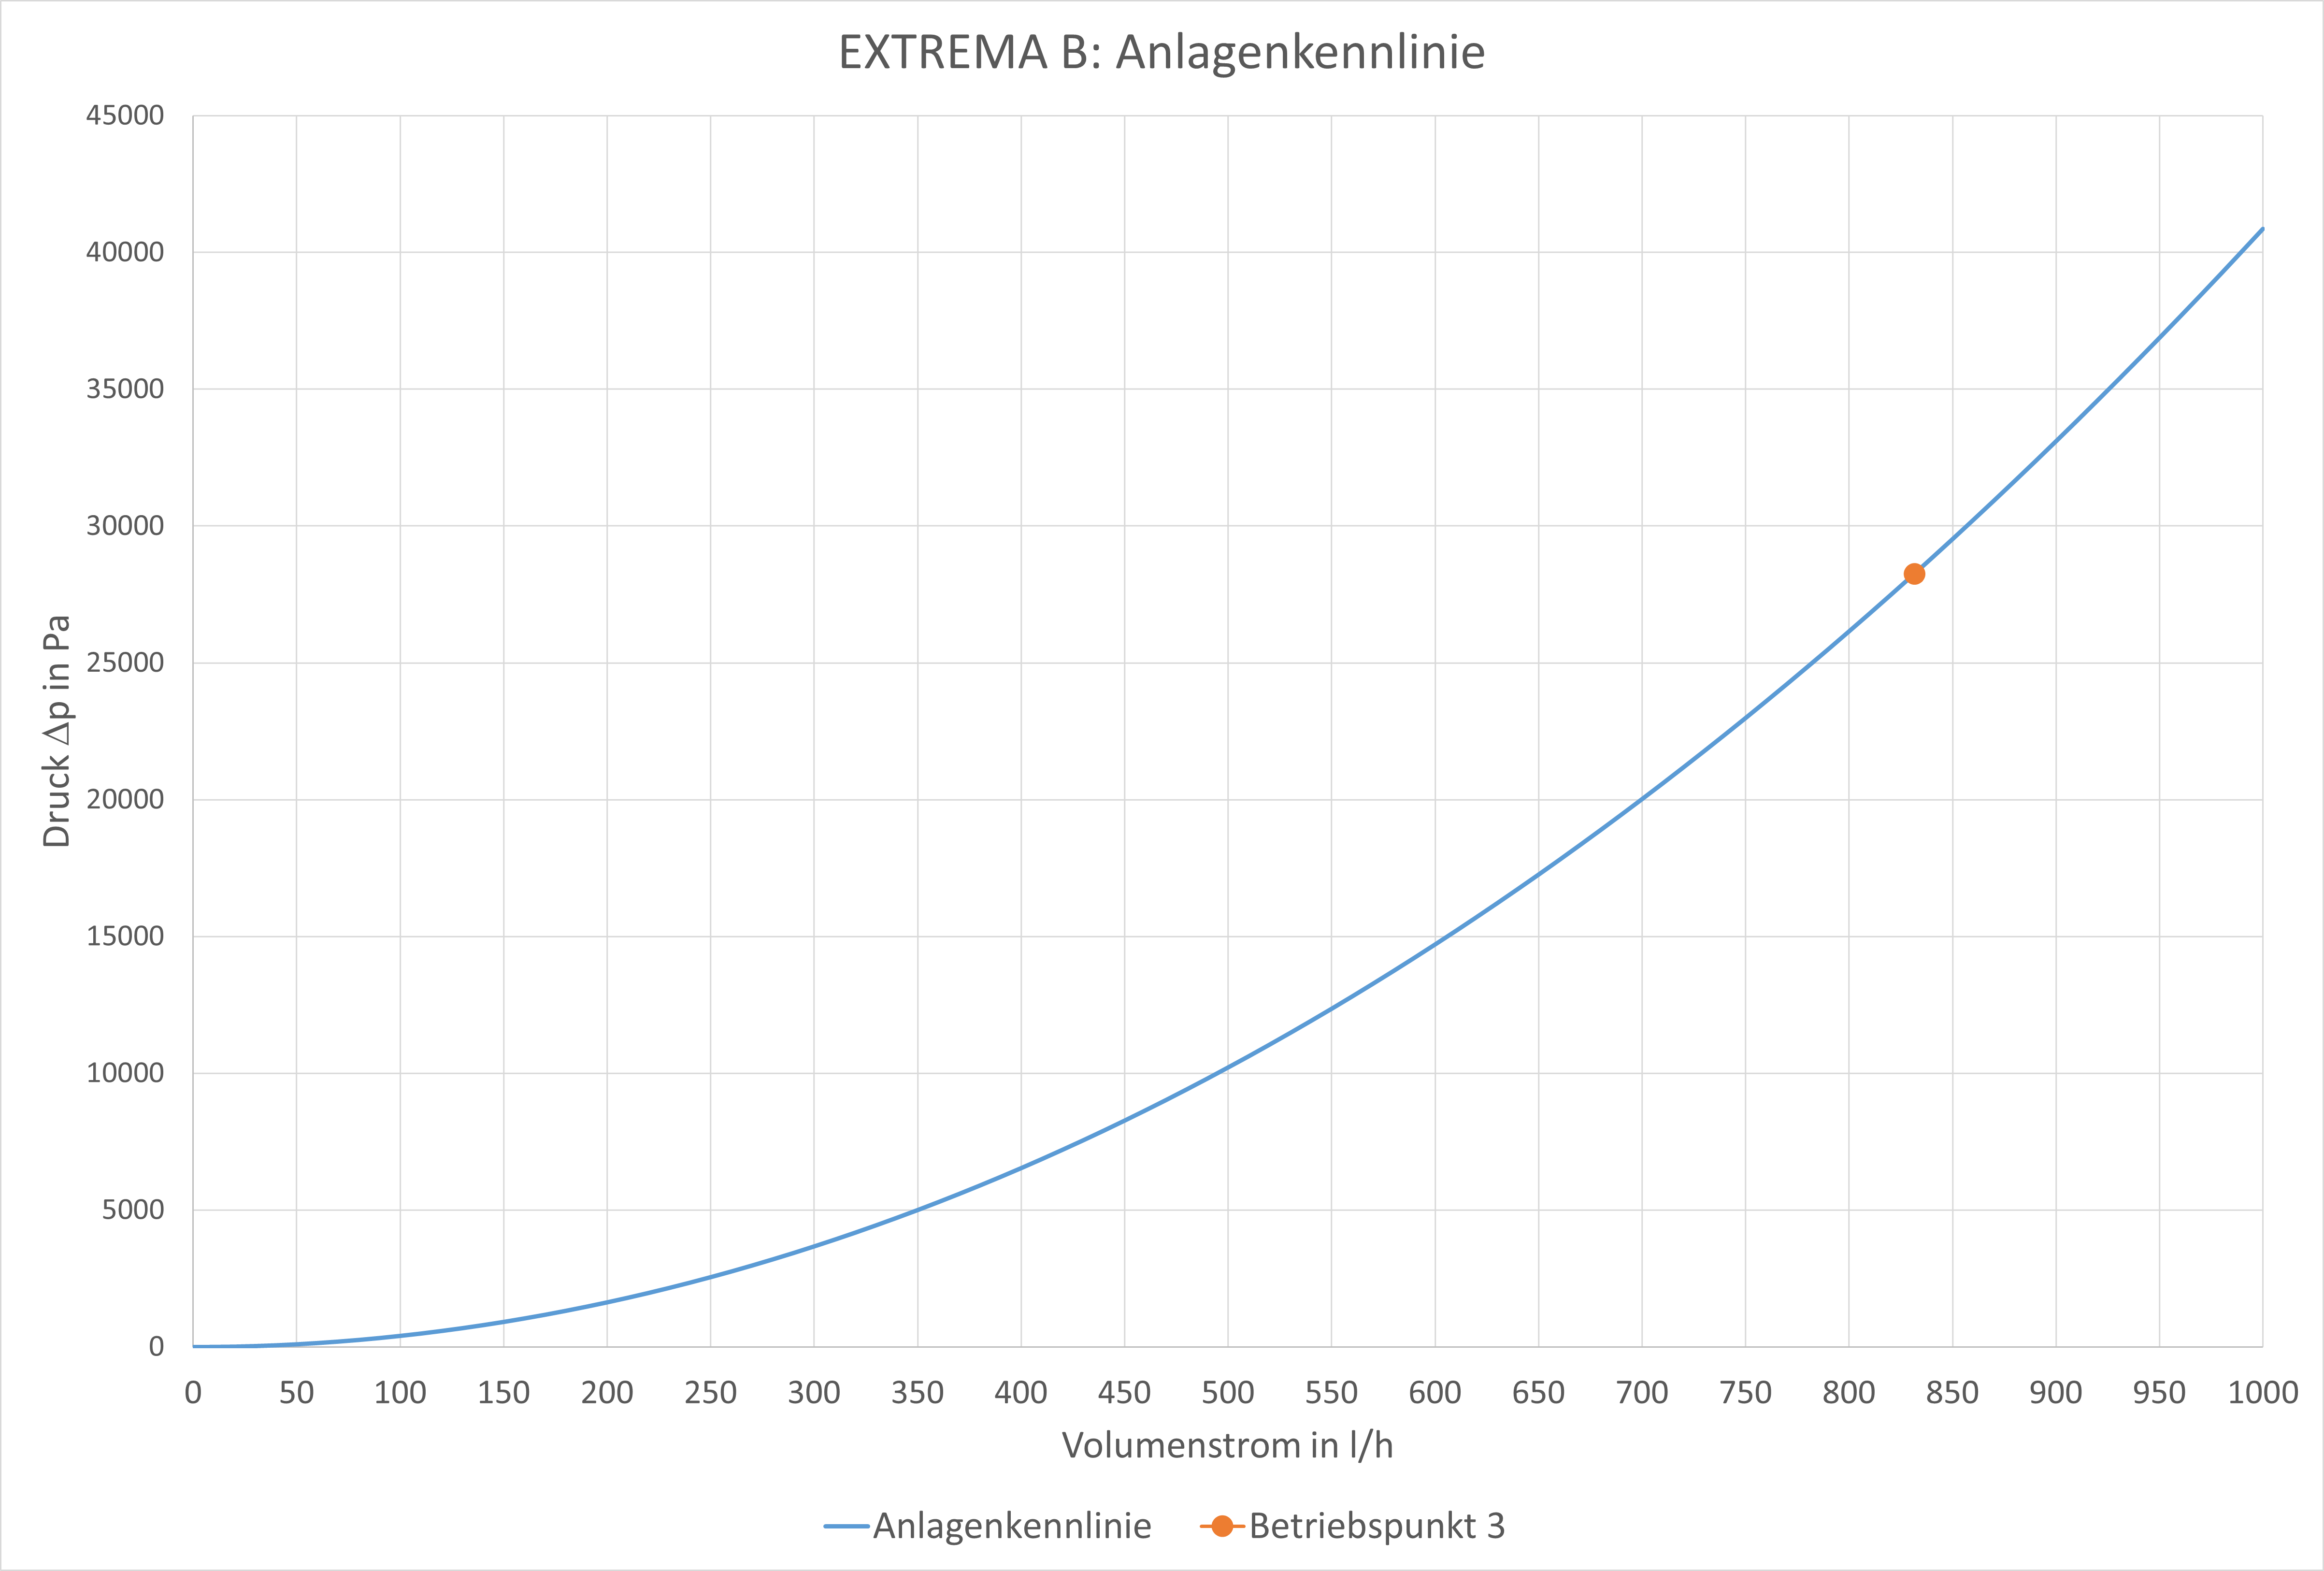 EXTREMA B: Anlagenkennlinie
45000
40000
35000
30000
25000
20000
15000
10000
5000
0
Druck Δp in Pa
0 50 100 150 200 250 300 350 400 450 500 550 600 650 700 750 800 850 900 950 1000
Volumenstrom in l/h
Anlagenkennlinie Betriebspunkt 3